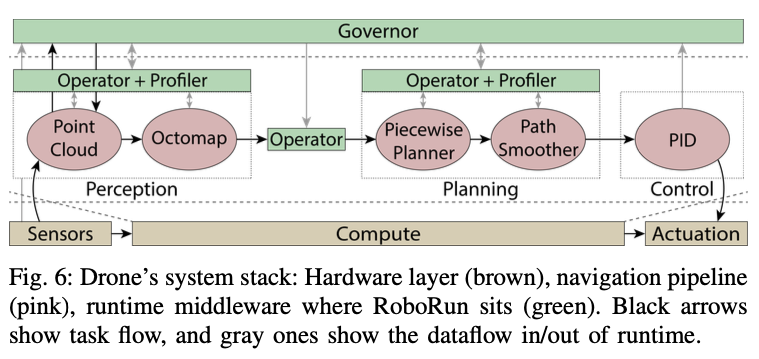 Governor
Operator + Profiler
Operator + Profiler
Point
Cloud
Octomap
Operator
Piecewise
Planner
Path
Smoother
PID
Perception
Planning
Control
Sensors
Compute
Actuation
Fig. 6: Drone's system stack: Hardware layer (brown), navigation pipeline
(pink), runtime middleware where RoboRun sits (green). Black arrows
show task flow, and gray ones show the dataflow in/out of runtime.